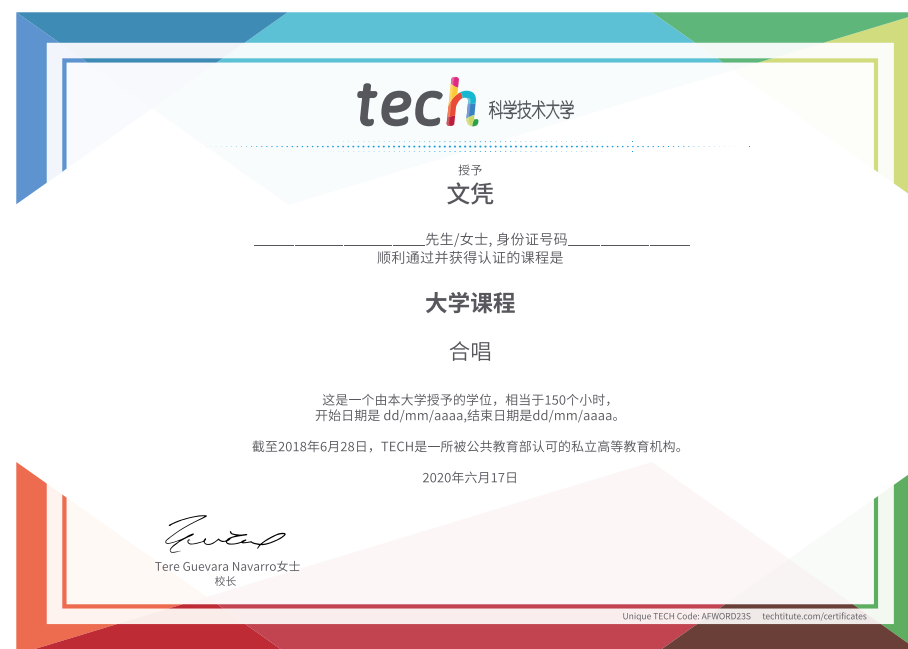 tech 科学技术大学
授予
文凭
______________________先生/女士, 身份证号码_______________
顺利通过并获得认证的课程是
大学课程
合唱
这是一个由本大学授予的学位，相当于150个小时，
开始日期是 dd/mm/aaaa,结束日期是dd/mm/aaaa。
截至2018年6月28日，TECH是一所被公共教育部认可的私立高等教育机构。
2020年六月17日
Tere Guevara Navarro女士
校长
Unique TECH Code: AFWORD23S techtitute.com/certificates